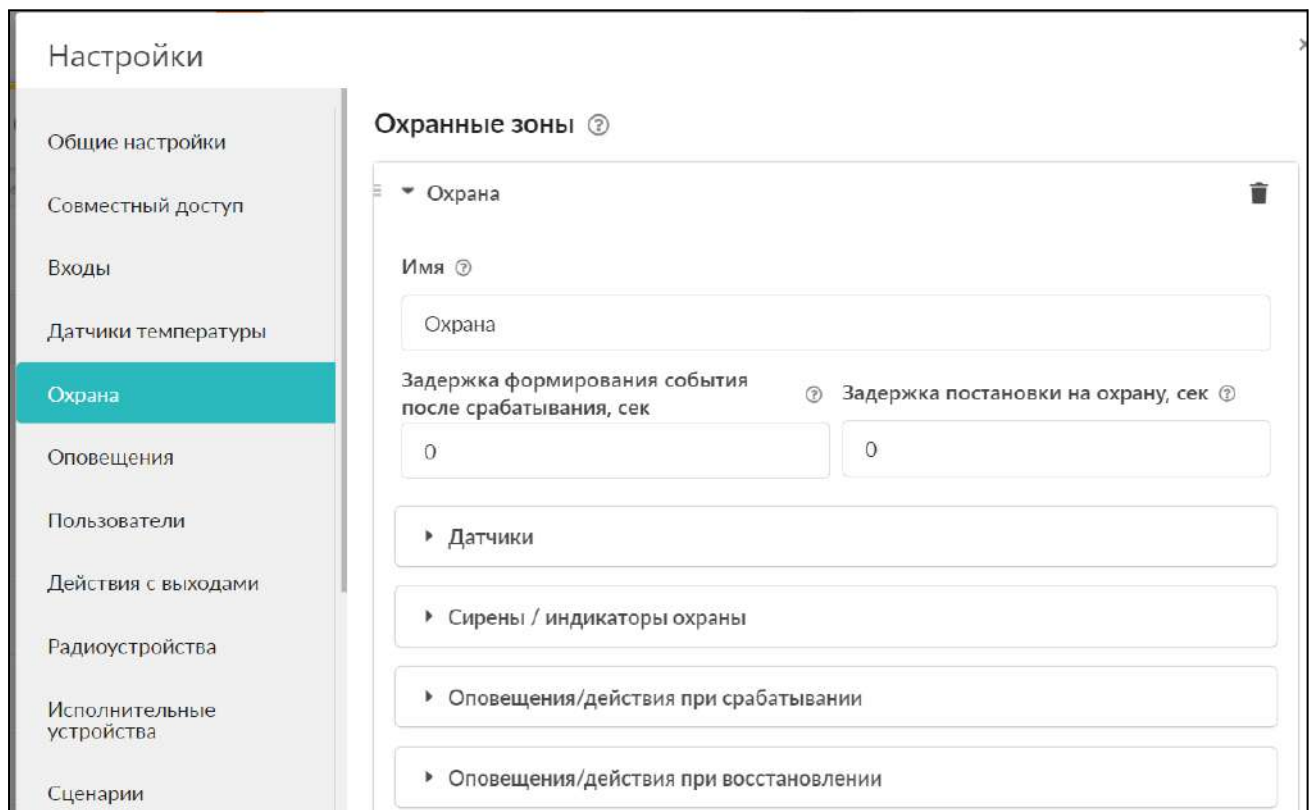 Настройки
Общие настройки
Совместный доступ
Входы
Датчики температуры
Охрана
Оповещения
Пользователи
Действия с выходами
Радиоустройства
Исполнительные
устройства
Сценарии
Охранные зоны
Охрана
Имя
Охрана
Задержка формирования события
после срабатывания, сек
0
Задержка постановки на охрану, сек
0
Датчики
Сирены / индикаторы охраны
Оповещения/действия при срабатывании
Оповещения/действия при восстановлении